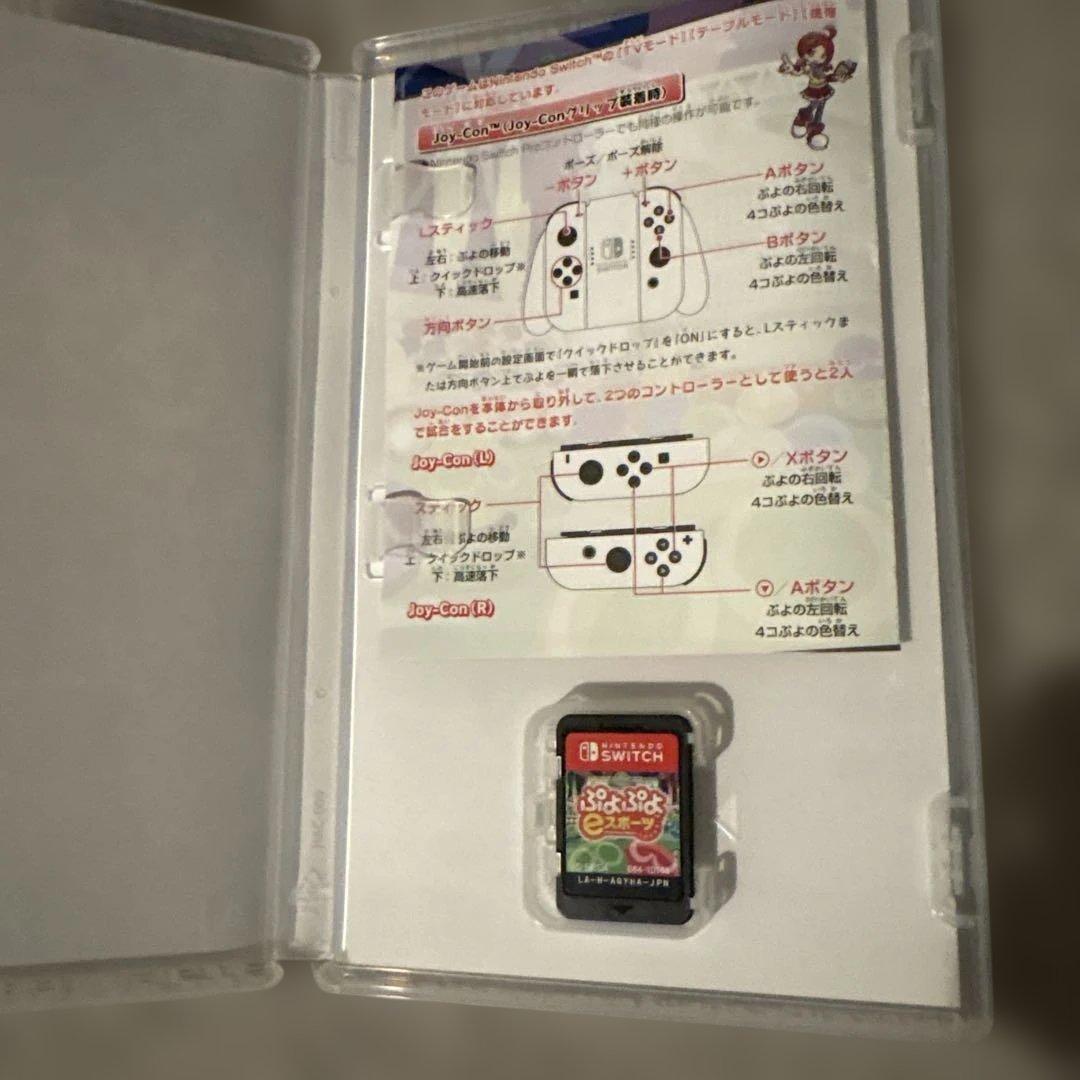 このゲームはNintendo Switch™の『TVモード』『テーブルモード』『携帯
モード』に対応しています。
Joy-Con™(Joy-Conグリップ装着時)
Nintendo Switch Proコントローラーでも同様の操作が可能です。
ポーズ/ポーズ解除
－ボタン ＋ボタン
Aボタン
ぷよの右回転
4コぷよの色替え
Lスティック
左右：ぷよの移動
上：クイックドロップ※
下：高速落下
Bボタン
ぷよの左回転
4コぷよの色替え
方向ボタン
※ゲーム開始前の設定画面で『クイックドロップ』を『ON』にすると、Lスティックま
たは方向ボタン上でぷよを一瞬で落下させることができます。
Joy-Conを本体から取り外して、2つのコントローラーとして使うと2人
で試合をすることができます。
Joy-Con(L)
▶/Xボタン
ぷよの右回転
4コぷよの色替え
スティック
左右：ぷよの移動
上：クイックドロップ※
下：高速落下
▼/Aボタン
ぷよの左回転
4コぷよの色替え
Joy-Con(R)
NINTENDO
SWITCH
ぷよぷよ
eスポーツ
LA-H-AQYHA-JPN